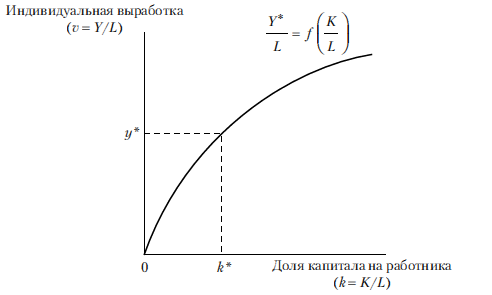 Индивидуальная выработка
(v = Y/L)
Y* / L = f (K / L)
y*
0
k*
Доля капитала на работника
(k = K/L)